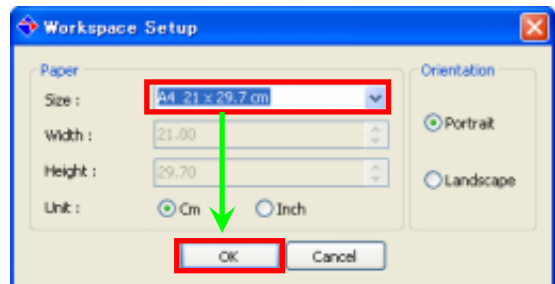 Workspace Setup
Paper
Size :
A4 21 x 29.7 cm
Width :
21.00
Height :
29.70
Unit :
Cm
Inch
Orientation
Portrait
Landscape
OK
Cancel